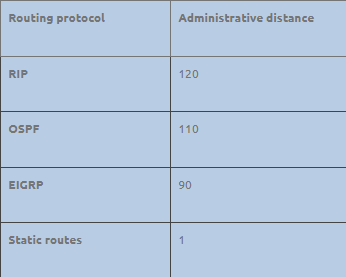 Routing protocol Administrative distance
RIP 120
OSPF 110
EIGRP 90
Static routes 1